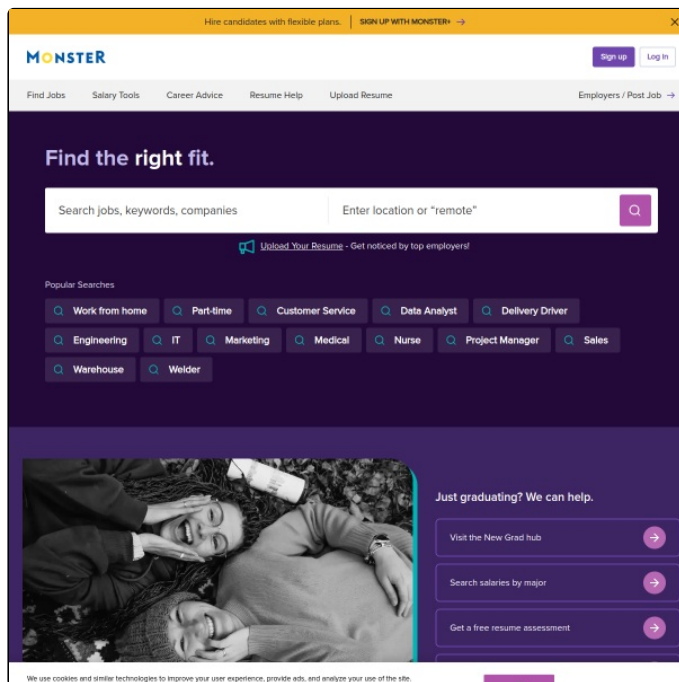 Hire candidates with flexible plans. SIGN UP WITH MONSTER+ →
MONSTER
Sign up Log In
Find Jobs Salary Tools Career Advice Resume Help Upload Resume Employers / Post Job →
Find the right fit.
Search jobs, keywords, companies Enter location or “remote”
Upload Your Resume - Get noticed by top employers!
Popular Searches
Work from home Part-time Customer Service Data Analyst Delivery Driver
Engineering IT Marketing Medical Nurse Project Manager Sales
Warehouse Welder
Just graduating? We can help.
Visit the New Grad hub
Search salaries by major
Get a free resume assessment
We use cookies and similar technologies to improve your user experience, provide ads, and analyze your use of the site.